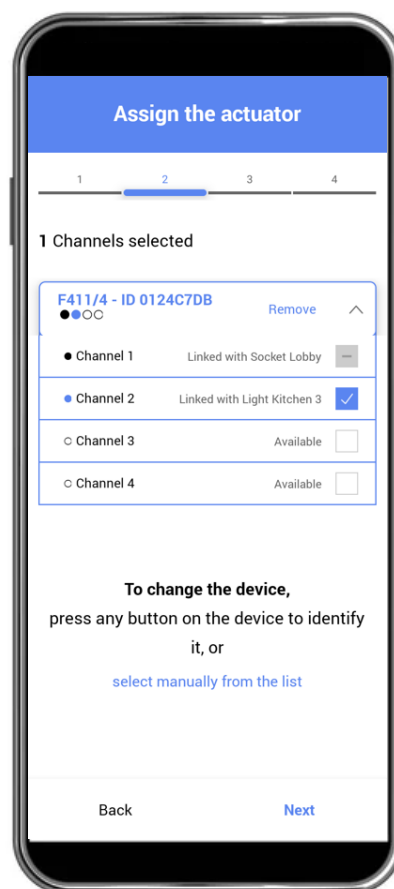 Assign the actuator
1 2 3 4
1 Channels selected
F411/4 - ID 0124C7DB
Remove
Channel 1 Linked with Socket Lobby
Channel 2 Linked with Light Kitchen 3
Channel 3 Available
Channel 4 Available
To change the device,
press any button on the device to identify
it, or
select manually from the list
Back Next